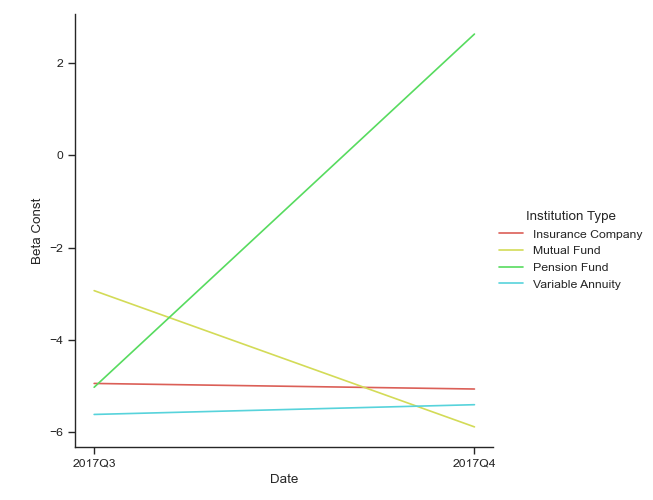 2
0
−2
−4
−6
Beta Const
2017Q3
2017Q4
Date
Institution Type
Insurance Company
Mutual Fund
Pension Fund
Variable Annuity